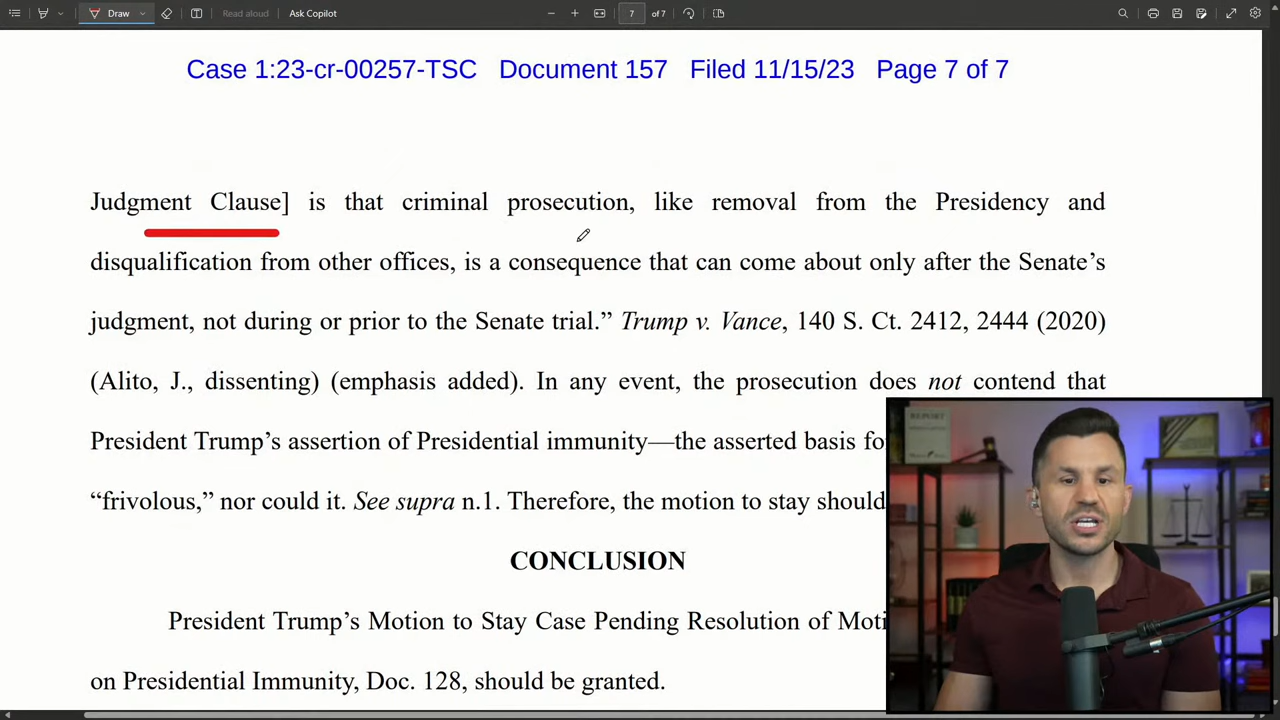 Draw
Read aloud
Ask Copilot
7 of 7
Case 1:23-cr-00257-TSC Document 157 Filed 11/15/23 Page 7 of 7
Judgment Clause] is that criminal prosecution, like removal from the Presidency and
disqualification from other offices, is a consequence that can come about only after the Senate’s
judgment, not during or prior to the Senate trial.” Trump v. Vance, 140 S. Ct. 2412, 2444 (2020)
(Alito, J., dissenting) (emphasis added). In any event, the prosecution does not contend that
President Trump’s assertion of Presidential immunity—the asserted basis fo
“frivolous,” nor could it. See supra n.1. Therefore, the motion to stay should
CONCLUSION
President Trump’s Motion to Stay Case Pending Resolution of Moti
on Presidential Immunity, Doc. 128, should be granted.
REPORT